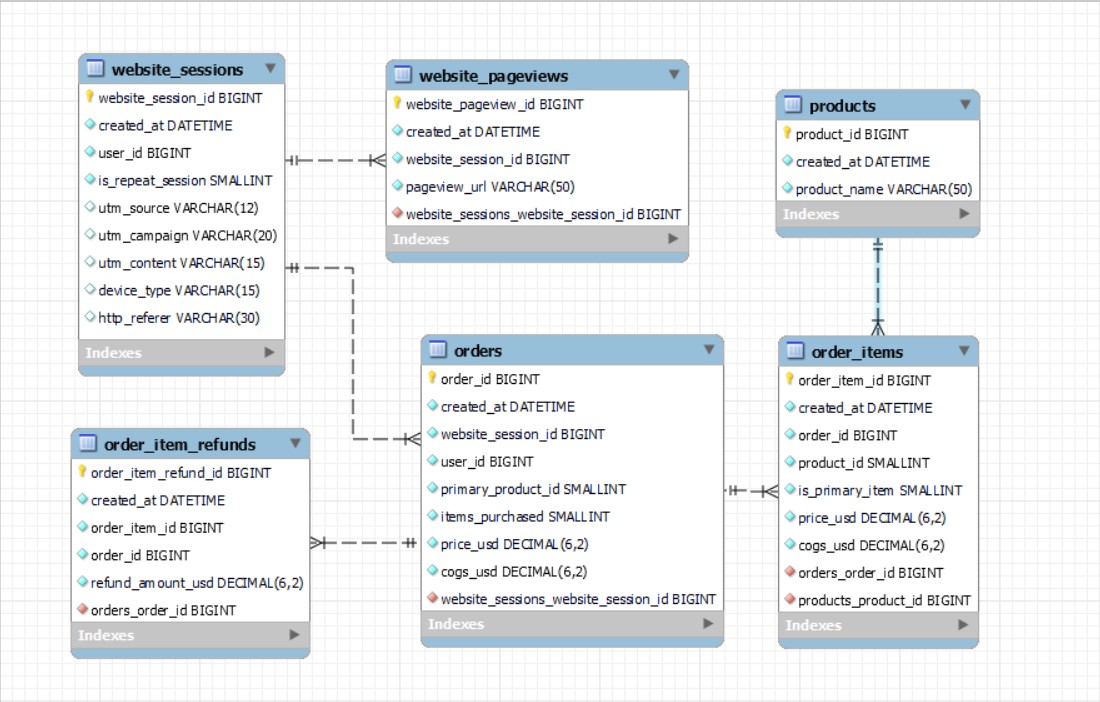 website_sessions
website_session_id BIGINT
created_at DATETIME
user_id BIGINT
is_repeat_session SMALLINT
utm_source VARCHAR(12)
utm_campaign VARCHAR(20)
utm_content VARCHAR(15)
device_type VARCHAR(15)
http_referer VARCHAR(30)
Indexes
website_pageviews
website_pageview_id BIGINT
created_at DATETIME
website_session_id BIGINT
pageview_url VARCHAR(50)
website_sessions_website_session_id BIGINT
Indexes
products
product_id BIGINT
created_at DATETIME
product_name VARCHAR(50)
Indexes
order_item_refunds
order_item_refund_id BIGINT
created_at DATETIME
order_item_id BIGINT
order_id BIGINT
refund_amount_usd DECIMAL(6,2)
orders_order_id BIGINT
Indexes
orders
order_id BIGINT
created_at DATETIME
website_session_id BIGINT
user_id BIGINT
primary_product_id SMALLINT
items_purchased SMALLINT
price_usd DECIMAL(6,2)
cogs_usd DECIMAL(6,2)
website_sessions_website_session_id BIGINT
Indexes
order_items
order_item_id BIGINT
created_at DATETIME
order_id BIGINT
product_id SMALLINT
is_primary_item SMALLINT
price_usd DECIMAL(6,2)
cogs_usd DECIMAL(6,2)
orders_order_id BIGINT
products_product_id BIGINT
Indexes